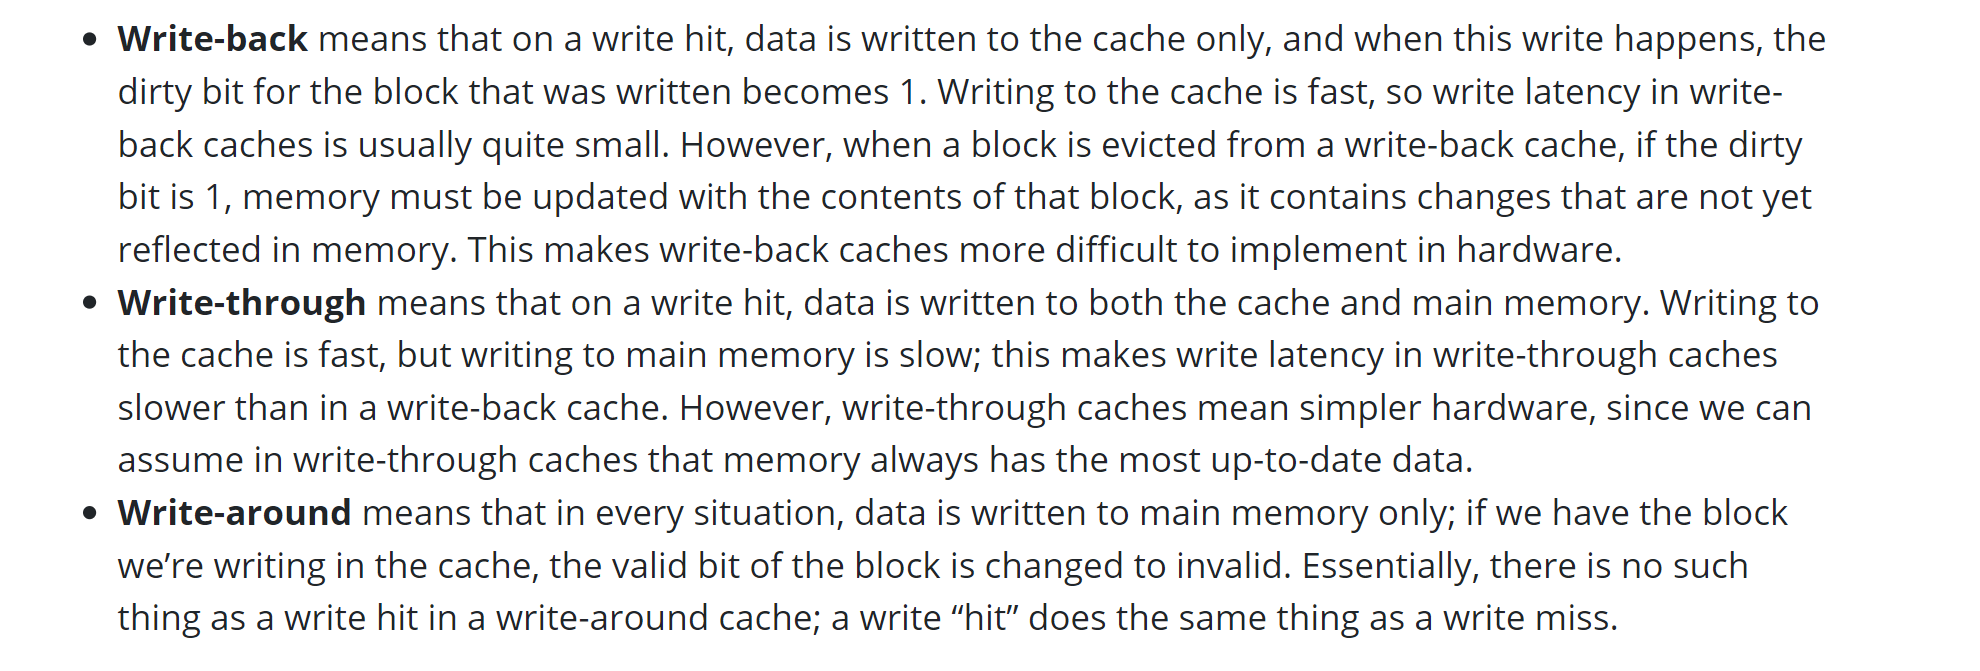 • Write-back means that on a write hit, data is written to the cache only, and when this write happens, the
dirty bit for the block that was written becomes 1. Writing to the cache is fast, so write latency in write-
back caches is usually quite small. However, when a block is evicted from a write-back cache, if the dirty
bit is 1, memory must be updated with the contents of that block, as it contains changes that are not yet
reflected in memory. This makes write-back caches more difficult to implement in hardware.
• Write-through means that on a write hit, data is written to both the cache and main memory. Writing to
the cache is fast, but writing to main memory is slow; this makes write latency in write-through caches
slower than in a write-back cache. However, write-through caches mean simpler hardware, since we can
assume in write-through caches that memory always has the most up-to-date data.
• Write-around means that in every situation, data is written to main memory only; if we have the block
we’re writing in the cache, the valid bit of the block is changed to invalid. Essentially, there is no such
thing as a write hit in a write-around cache; a write “hit” does the same thing as a write miss.